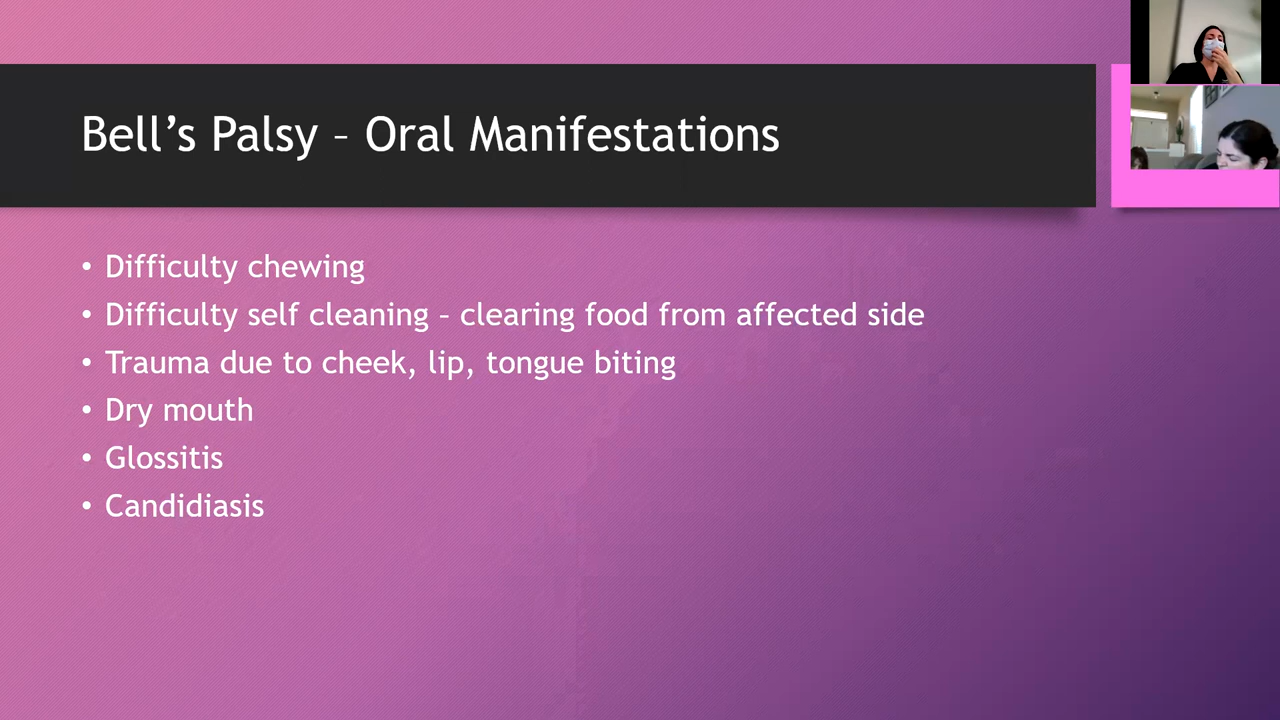 Bell’s Palsy – Oral Manifestations
• Difficulty chewing
• Difficulty self cleaning – clearing food from affected side
• Trauma due to cheek, lip, tongue biting
• Dry mouth
• Glossitis
• Candidiasis